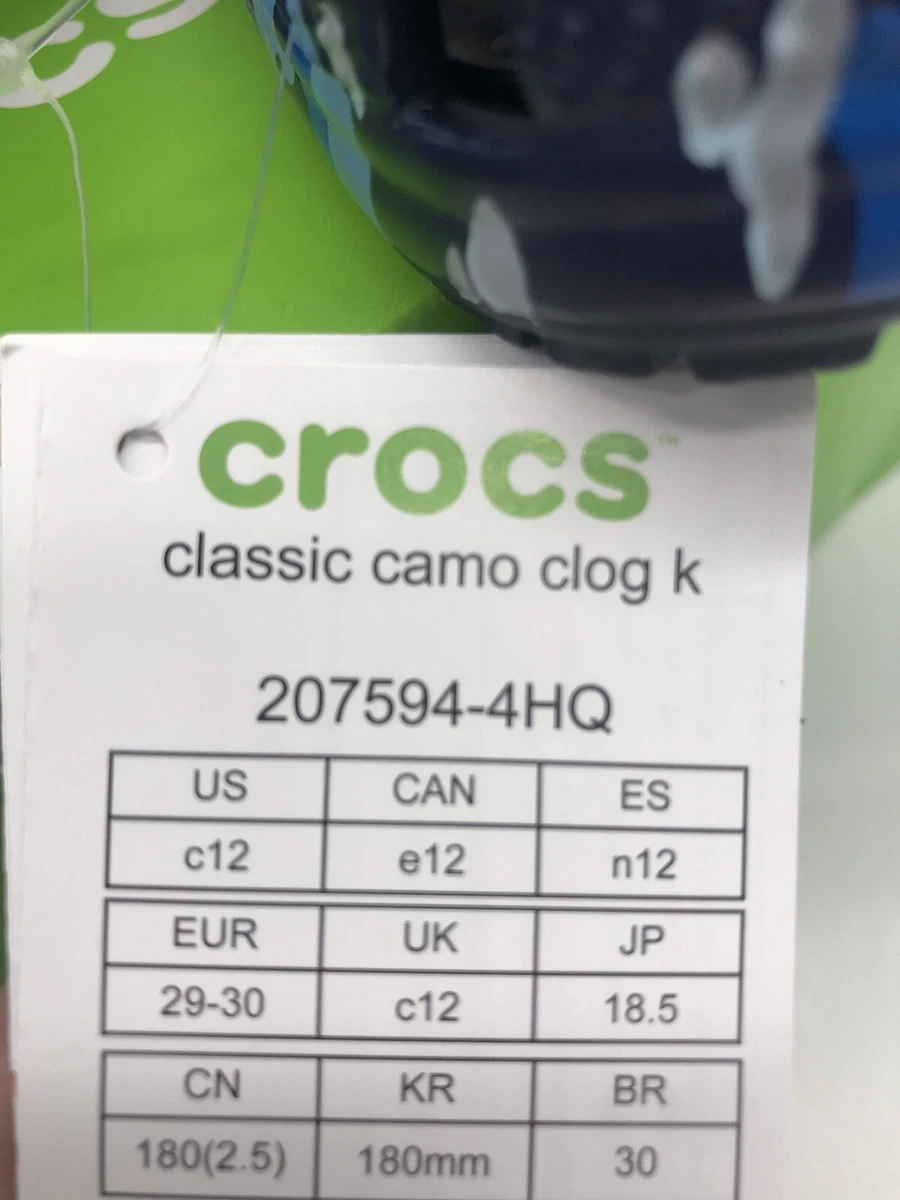 crocs™
classic camo clog k
207594-4HQ
US CAN ES
c12 e12 n12
EUR UK JP
29-30 c12 18.5
CN KR BR
180(2.5) 180mm 30